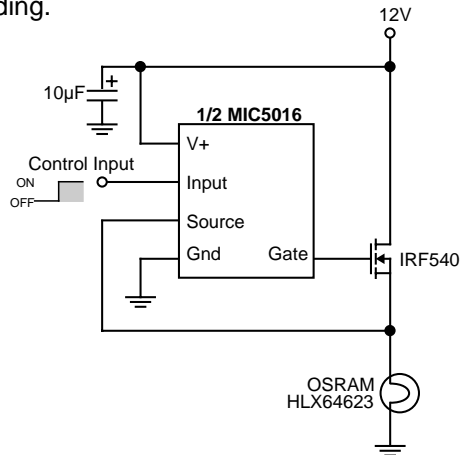 ding.
12V
10µF
+
1/2 MIC5016
V+
Control Input
ON
OFF
Input
Source
Gnd
Gate
IRF540
OSRAM
HLX64623